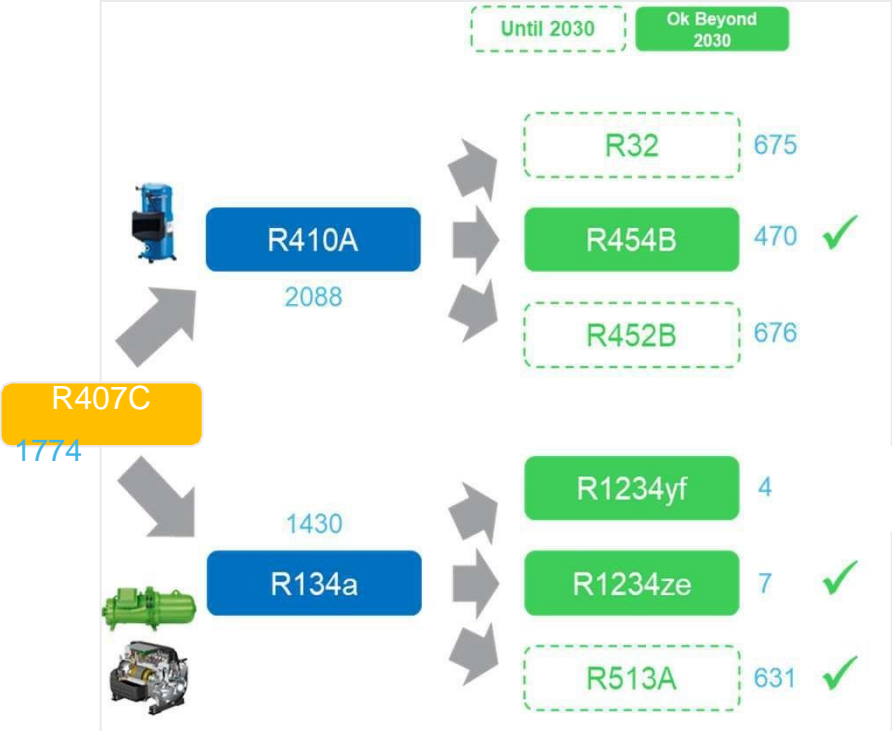 Until 2030
Ok Beyond
2030
R32
675
R410A
R454B
470
2088
R452B
676
R407C
1774
R1234yf
4
1430
R134a
R1234ze
7
R513A
631